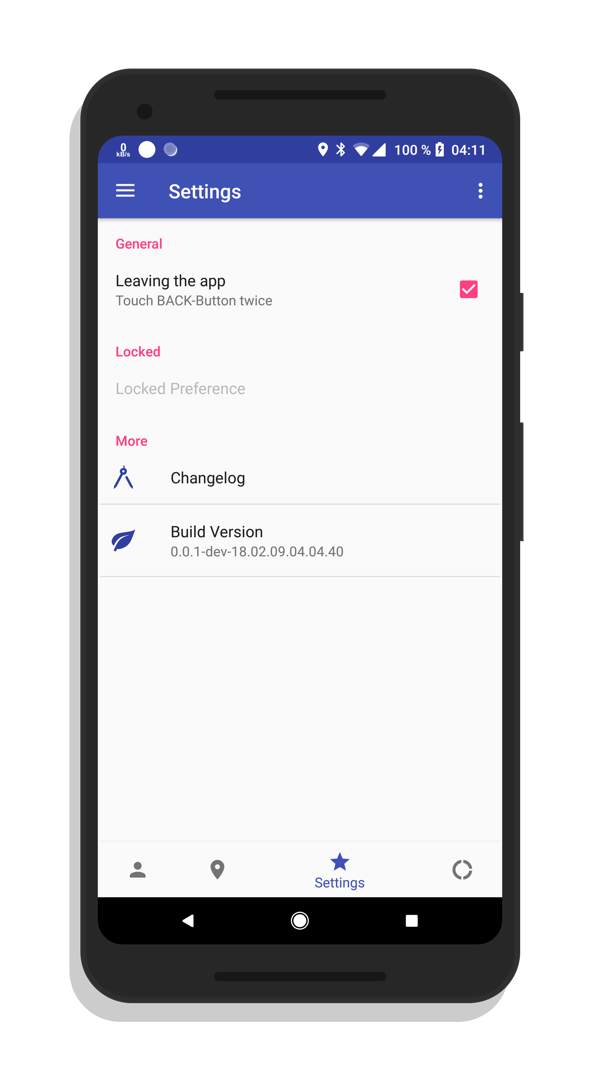 0
kB/s
100 %
04:11
Settings
General
Leaving the app
Touch BACK-Button twice
Locked
Locked Preference
More
Changelog
Build Version
0.0.1-dev-18.02.09.04.04.40
Settings